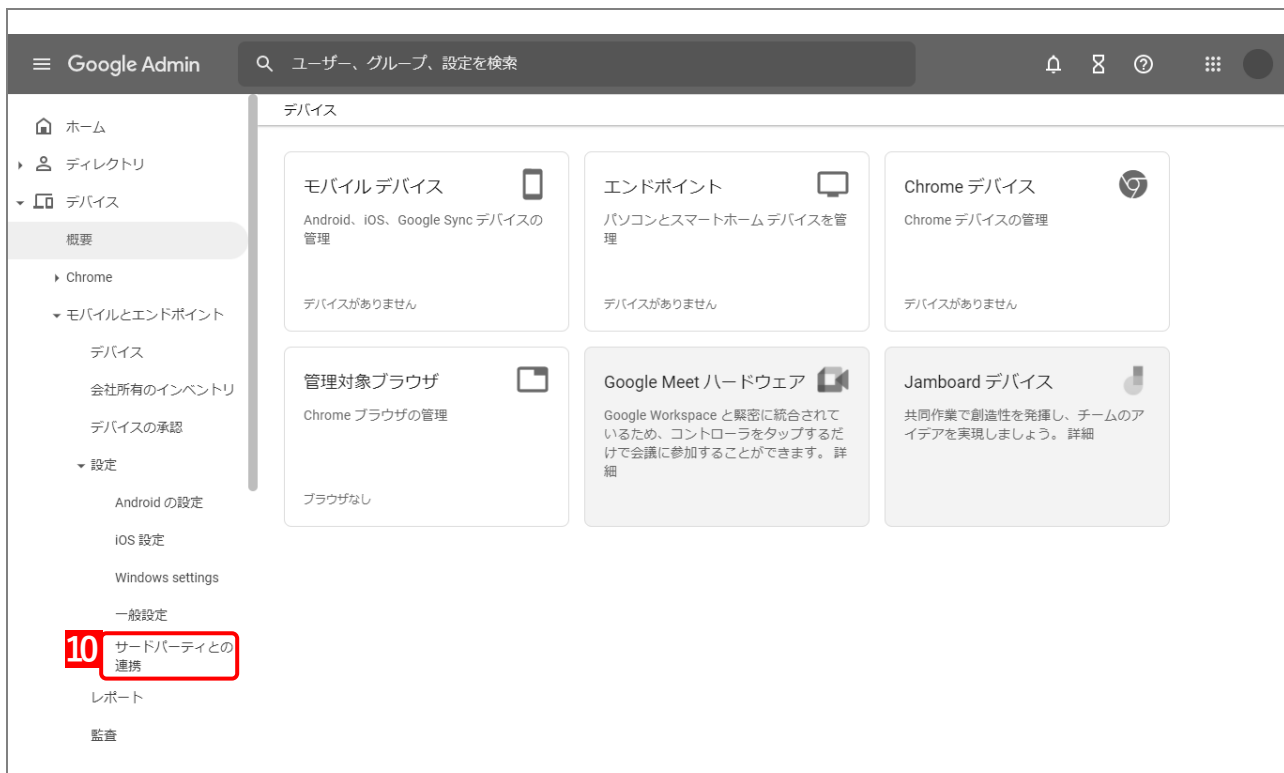 Google Admin
ユーザー、グループ、設定を検索
ホーム
ディレクトリ
デバイス
概要
Chrome
モバイルとエンドポイント
デバイス
会社所有のインベントリ
デバイスの承認
設定
Android の設定
iOS 設定
Windows settings
一般設定
10
サードパーティとの
連携
レポート
監査
デバイス
モバイル デバイス
Android、iOS、Google Sync デバイスの
管理
デバイスがありません
エンドポイント
パソコンとスマートホーム デバイスを管
理
デバイスがありません
Chrome デバイス
Chrome デバイスの管理
デバイスがありません
管理対象ブラウザ
Chrome ブラウザの管理
ブラウザなし
Google Meet ハードウェア
Google Workspace と緊密に統合されて
いるため、コントローラをタップするだ
けで会議に参加することができます。 詳
細
Jamboard デバイス
共同作業で創造性を発揮し、チームのア
イデアを実現しましょう。 詳細